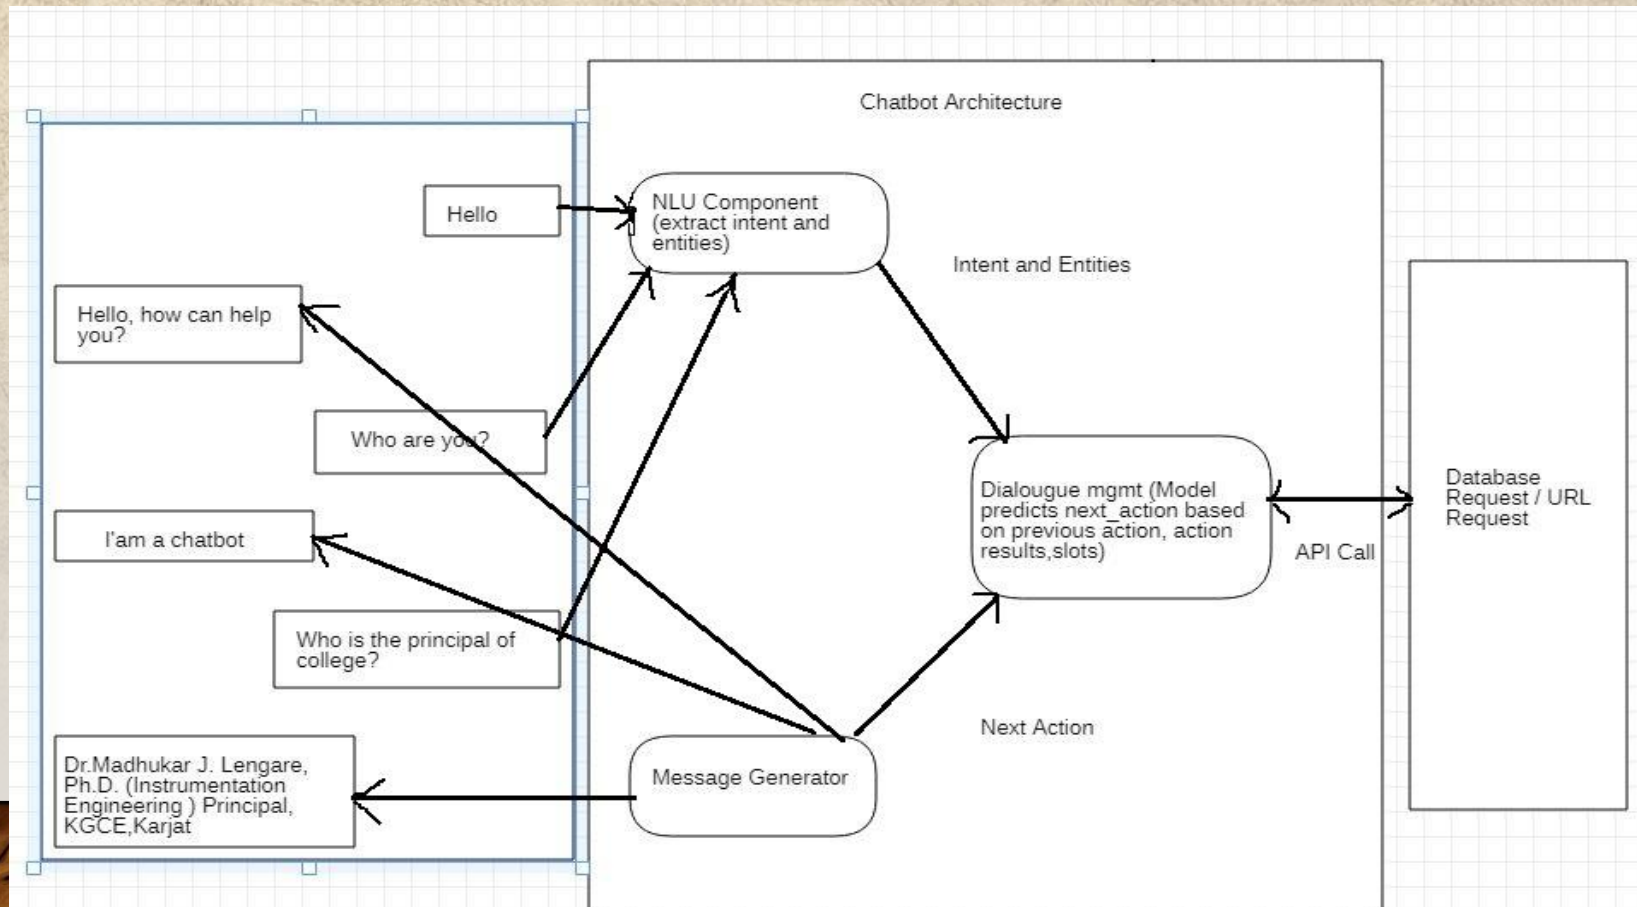 Chatbot Architecture
Hello
NLU Component
(extract intent and
entities)
Intent and Entities
Hello, how can help
you?
Who are you?
I'am a chatbot
Dialougue mgmt (Model
predicts next_action based
on previous action, action
results,slots)
API Call
Database
Request / URL
Request
Who is the principal of
college?
Next Action
Message Generator
Dr.Madhukar J. Lengare,
Ph.D. (Instrumentation
Engineering ) Principal,
KGCE,Karjat